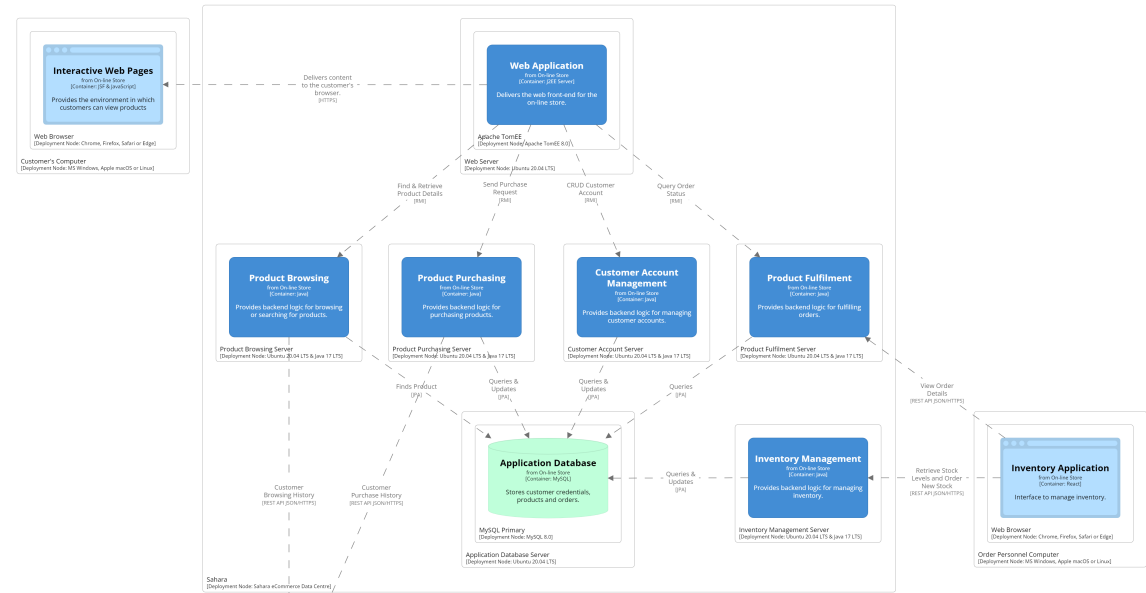 Interactive Web Pages
from On-line Store
[Container: JSF & JavaScript]
Provides the environment in which
customers can view products
Web Browser
[Deployment Node: Chrome, Firefox, Safari or Edge]
Customer's Computer
[Deployment Node: MS Windows, Apple macOS or Linux]
Delivers content
to the customer's
browser.
[HTTPS]
Web Application
from On-line Store
[Container: J2EE Server]
Delivers the web front-end for the
on-line store.
Apache TomEE
[Deployment Node: Apache TomEE 8.0]
Web Server
[Deployment Node: Ubuntu 20.04 LTS]
Find & Retrieve
Product Details
[RMI]
Send Purchase
Request
[RMI]
CRUD Customer
Account
[RMI]
Query Order
Status
[RMI]
Product Browsing
from On-line Store
[Container: Java]
Provides backend logic for browsing
or searching for products.
Product Browsing Server
[Deployment Node: Ubuntu 20.04 LTS & Java 17 LTS]
Product Purchasing
from On-line Store
[Container: Java]
Provides backend logic for
purchasing products.
Product Purchasing Server
[Deployment Node: Ubuntu 20.04 LTS & Java 17 LTS]
Customer Account
Management
from On-line Store
[Container: Java]
Provides backend logic for managing
customer accounts.
Customer Account Server
[Deployment Node: Ubuntu 20.04 LTS & Java 17 LTS]
Product Fulfilment
from On-line Store
[Container: Java]
Provides backend logic for fulfilling
orders.
Product Fulfilment Server
[Deployment Node: Ubuntu 20.04 LTS & Java 17 LTS]
Finds Product
[JPA]
Queries &
Updates
[JPA]
Queries &
Updates
[JPA]
Queries
[JPA]
View Order
Details
[REST API JSON/HTTPS]
Application Database
from On-line Store
[Container: MySQL]
Stores customer credentials,
products and orders.
MySQL Primary
[Deployment Node: MySQL 8.0]
Application Database Server
[Deployment Node: Ubuntu 20.04 LTS]
Queries &
Updates
[JPA]
Inventory Management
from On-line Store
[Container: Java]
Provides backend logic for managing
inventory.
Inventory Management Server
[Deployment Node: Ubuntu 20.04 LTS & Java 17 LTS]
Retrieve Stock
Levels and Order
New Stock
[REST API JSON/HTTPS]
Inventory Application
from On-line Store
[Container: React]
Interface to manage inventory.
Web Browser
[Deployment Node: Chrome, Firefox, Safari or Edge]
Order Personnel Computer
[Deployment Node: MS Windows, Apple macOS or Linux]
Customer
Browsing History
[REST API JSON/HTTPS]
Customer
Purchase History
[REST API JSON/HTTPS]
Sahara
[Deployment Node: Sahara eCommerce Data Centre]